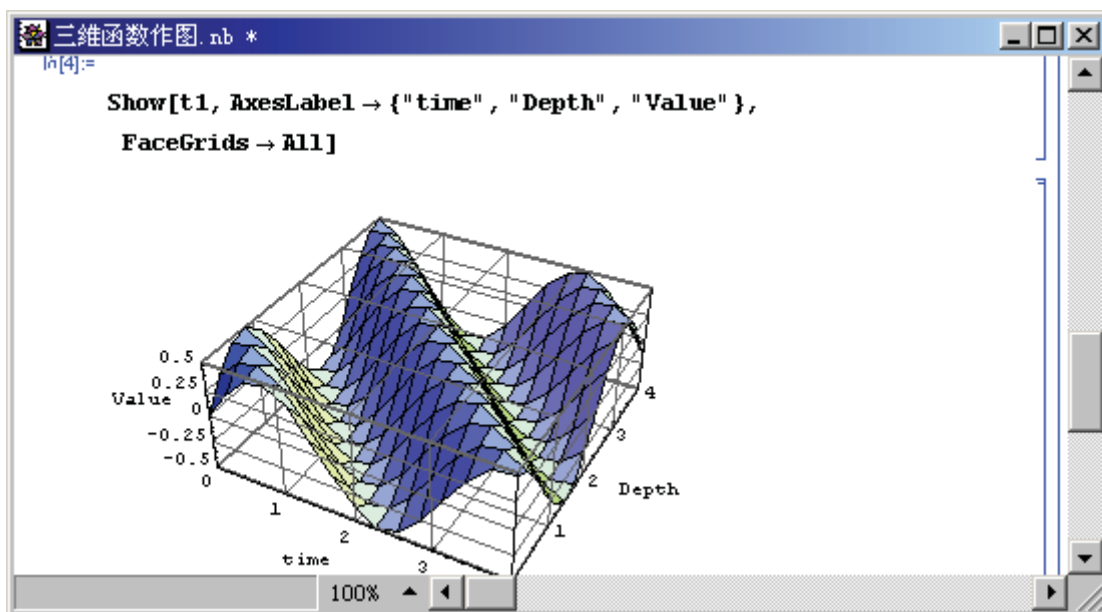 三維函数作图.nb *
In[4]:=
Show[t1, AxesLabel → {"time", "Depth", "Value"},
FaceGrids → All]
0.5
0.25
Value 0
-0.25
-0.5
0
1
2
3
time
1
2
3
4
Depth
100%